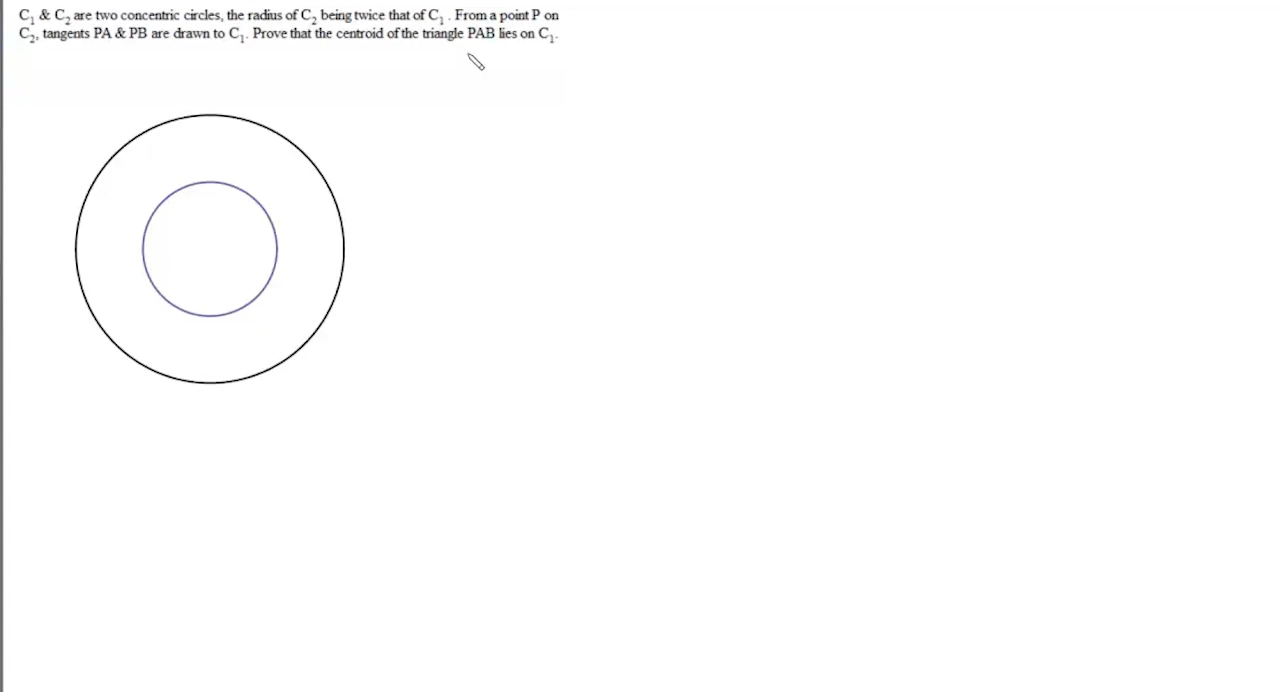 C₁ & C₂ are two concentric circles, the radius of C₂ being twice that of C₁ . From a point P on
C₂, tangents PA & PB are drawn to C₁. Prove that the centroid of the triangle PAB lies on C₁.